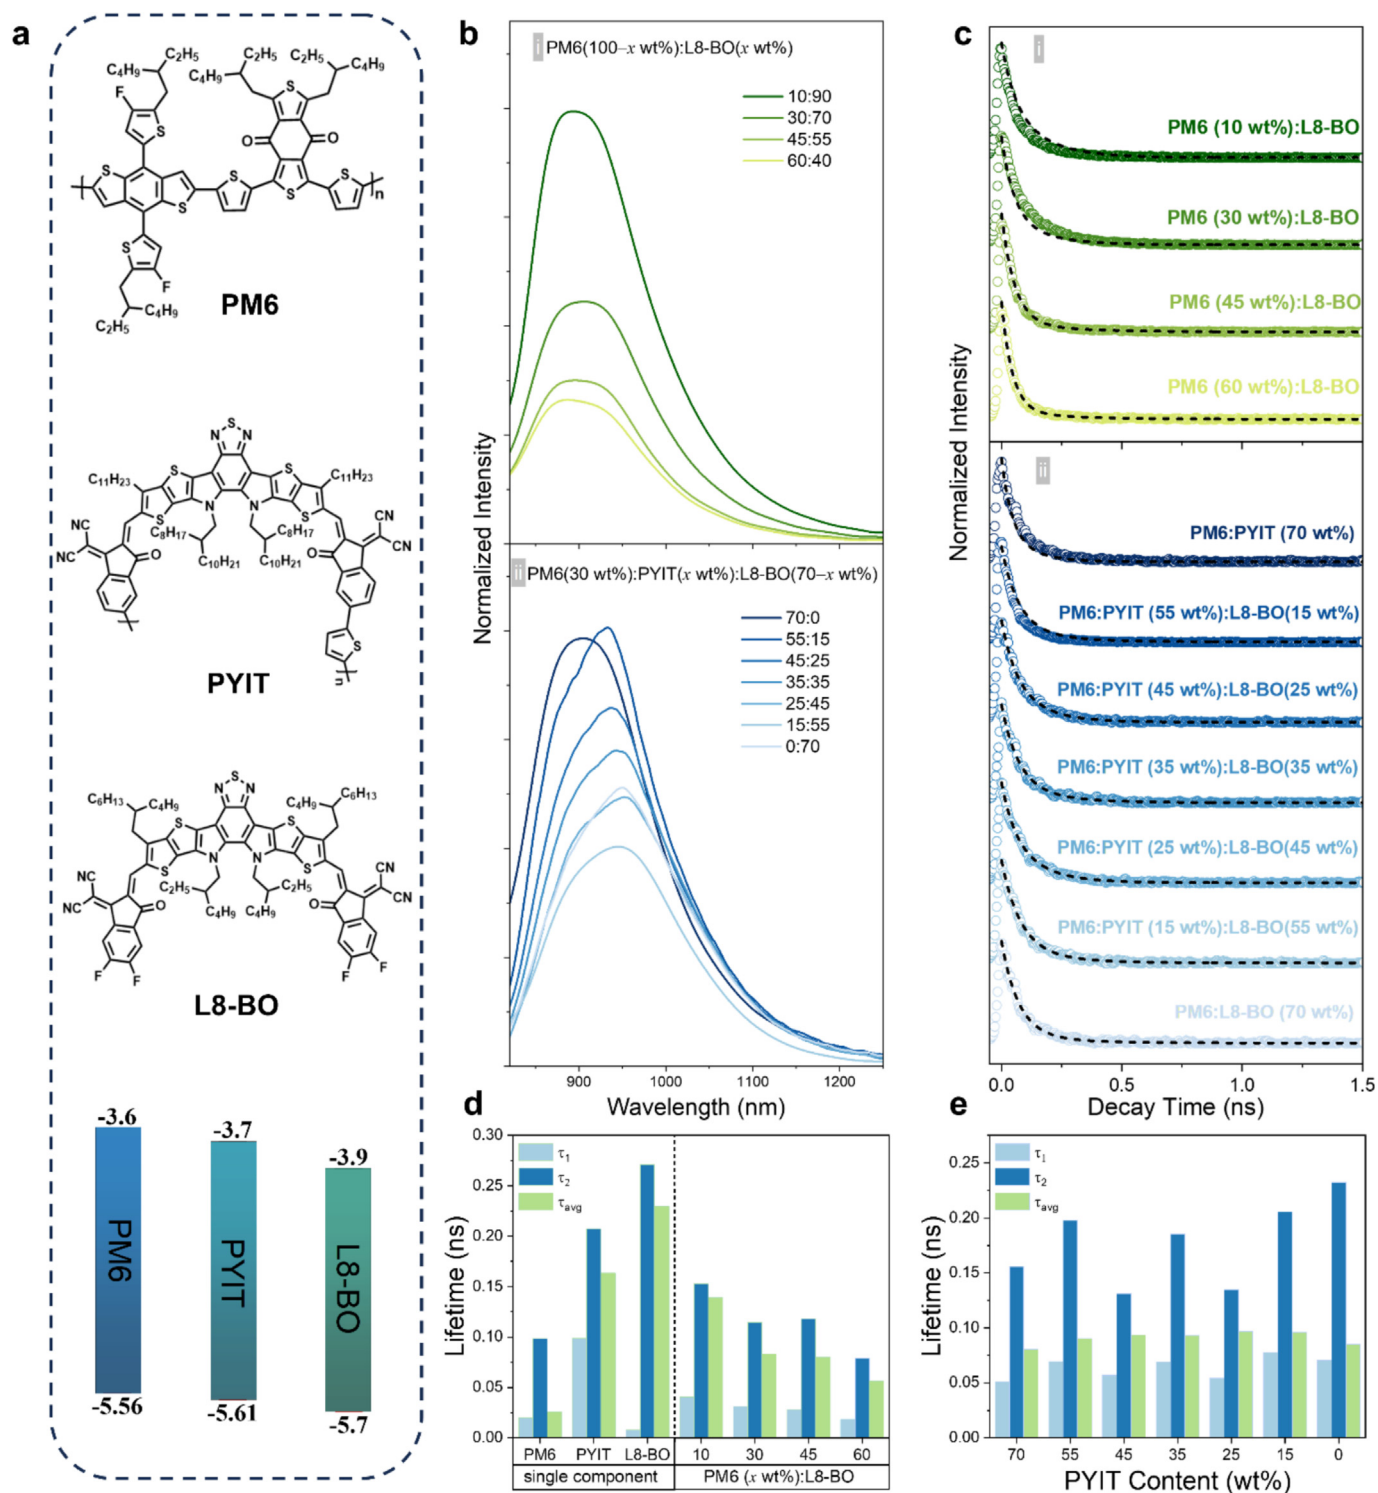 a
C2H5
C4H9
F
S
C2H5
C2H5
C4H9
C4H9
S
O
O
S
S
S
S
S
n
S
F
C4H9
C2H5
PM6
S
N
N
C11H23
S
S
C11H23
S
N
N
S
NC
NC
O
C8H17
C10H21
C8H17
C10H21
O
CN
CN
S
n
PYIT
S
N
N
C6H13
C4H9
C4H9
C6H13
S
S
S
N
N
S
NC
NC
O
C2H5
C4H9
C2H5
C4H9
O
CN
CN
F
F
F
F
L8-BO
-3.6
-3.7
-3.9
PM6
PYIT
L8-BO
-5.56
-5.61
-5.7
b
Normalized Intensity
i PM6(100–x wt%):L8-BO(x wt%)
10:90
30:70
45:55
60:40
ii PM6(30 wt%):PYIT(x wt%):L8-BO(70–x wt%)
70:0
55:15
45:25
35:35
25:45
15:55
0:70
900 1000 1100 1200
Wavelength (nm)
c
Normalized Intensity
i
PM6 (10 wt%):L8-BO
PM6 (30 wt%):L8-BO
PM6 (45 wt%):L8-BO
PM6 (60 wt%):L8-BO
ii
PM6:PYIT (70 wt%)
PM6:PYIT (55 wt%):L8-BO(15 wt%)
PM6:PYIT (45 wt%):L8-BO(25 wt%)
PM6:PYIT (35 wt%):L8-BO(35 wt%)
PM6:PYIT (25 wt%):L8-BO(45 wt%)
PM6:PYIT (15 wt%):L8-BO(55 wt%)
PM6:L8-BO (70 wt%)
0.0 0.5 1.0 1.5
Decay Time (ns)
d
Lifetime (ns)
0.30
0.25
0.20
0.15
0.10
0.05
0.00
τ1
τ2
τavg
PM6 PYIT L8-BO 10 30 45 60
single component PM6 (x wt%):L8-BO
e
Lifetime (ns)
0.25
0.20
0.15
0.10
0.05
0.00
τ1
τ2
τavg
70 55 45 35 25 15 0
PYIT Content (wt%)